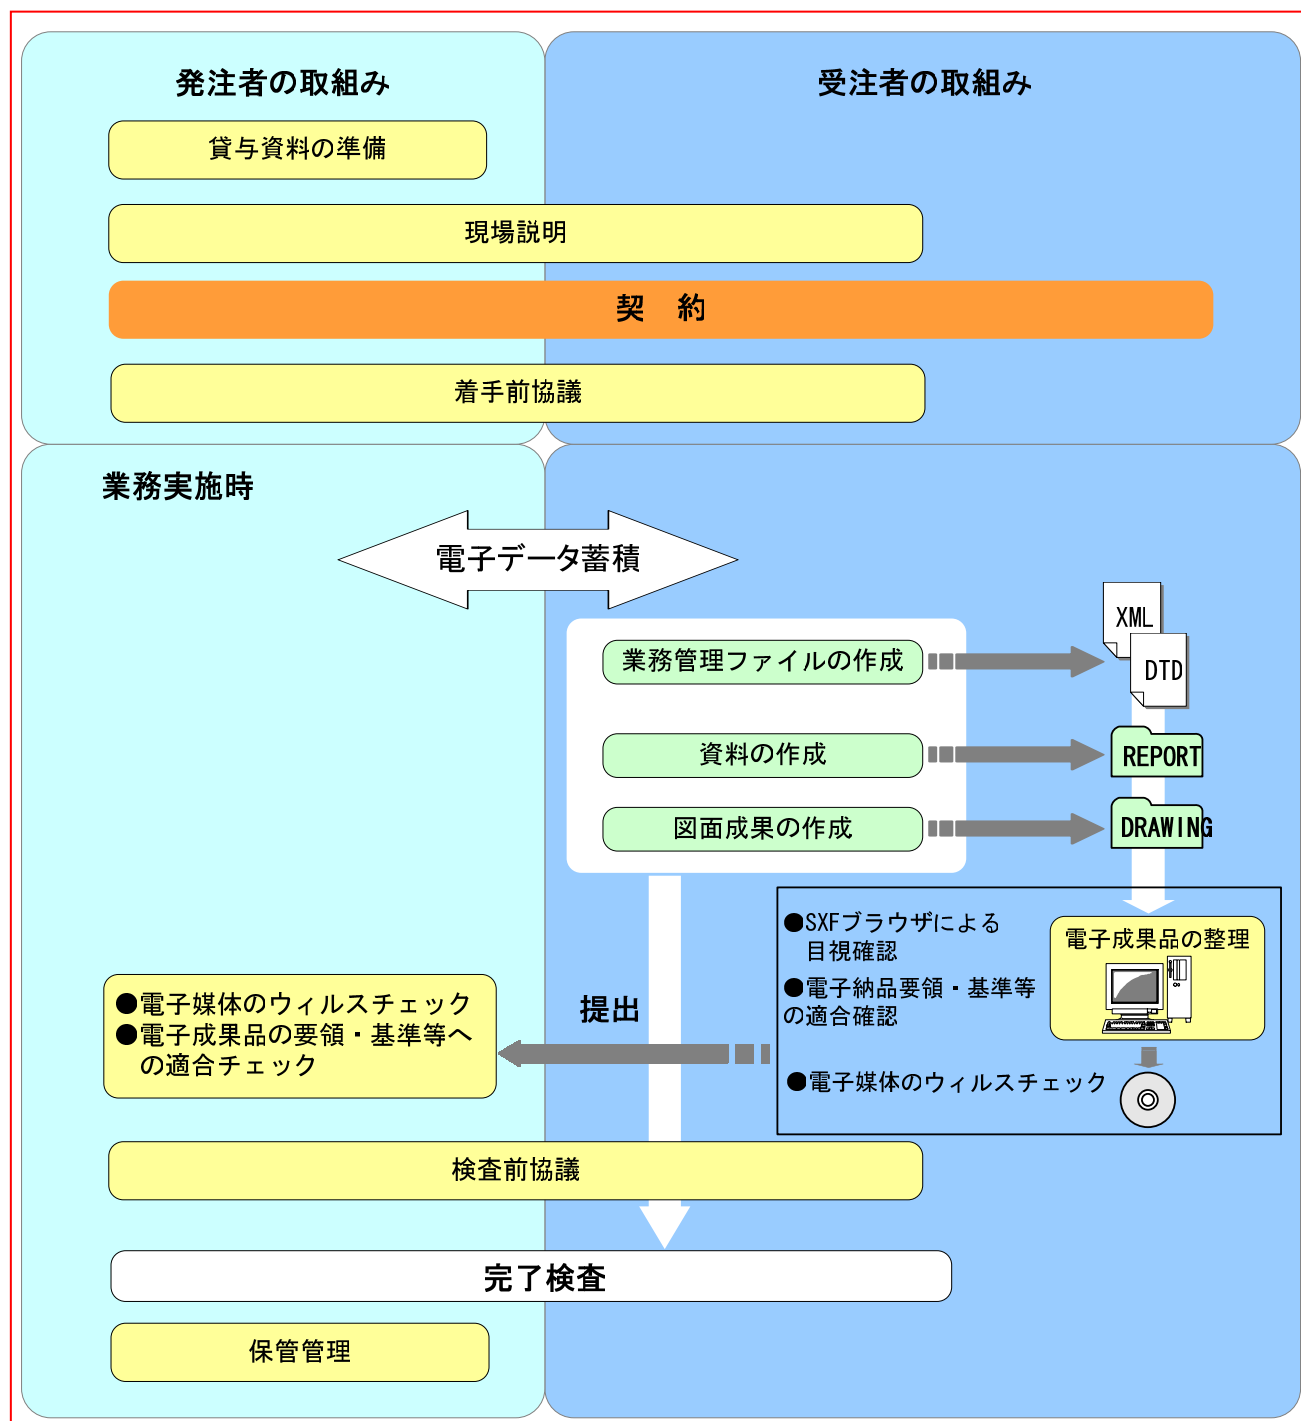 発注者の取組み
受注者の取組み
貸与資料の準備
現場説明
契　約
着手前協議
業務実施時
電子データ蓄積
XML
DTD
業務管理ファイルの作成
資料の作成
REPORT
図面成果の作成
DRAWING
●SXFブラウザによる
目視確認
●電子納品要領・基準等
の適合確認
●電子媒体のウィルスチェック
電子成果品の整理
提出
●電子媒体のウィルスチェック
●電子成果品の要領・基準等へ
の適合チェック
検査前協議
完了検査
保管管理